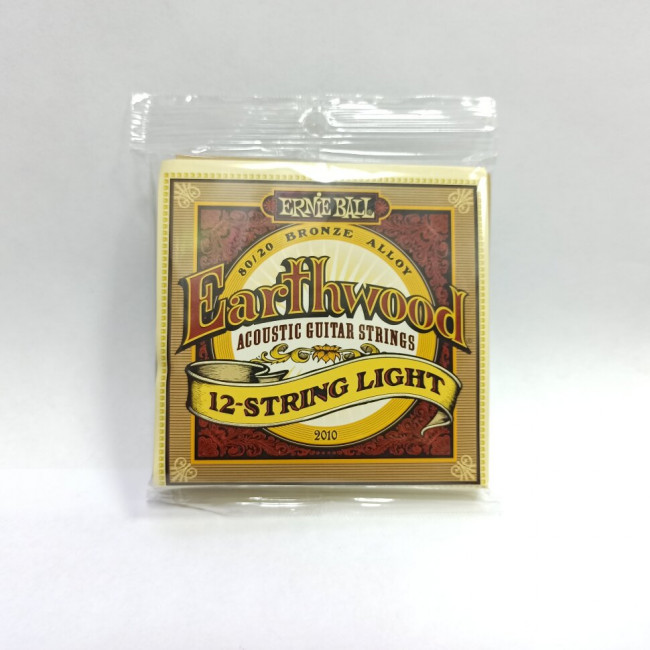 ERNIE BALL
80/20 BRONZE ALLOY
Earthwood
ACOUSTIC GUITAR STRINGS
12-STRING LIGHT
2010